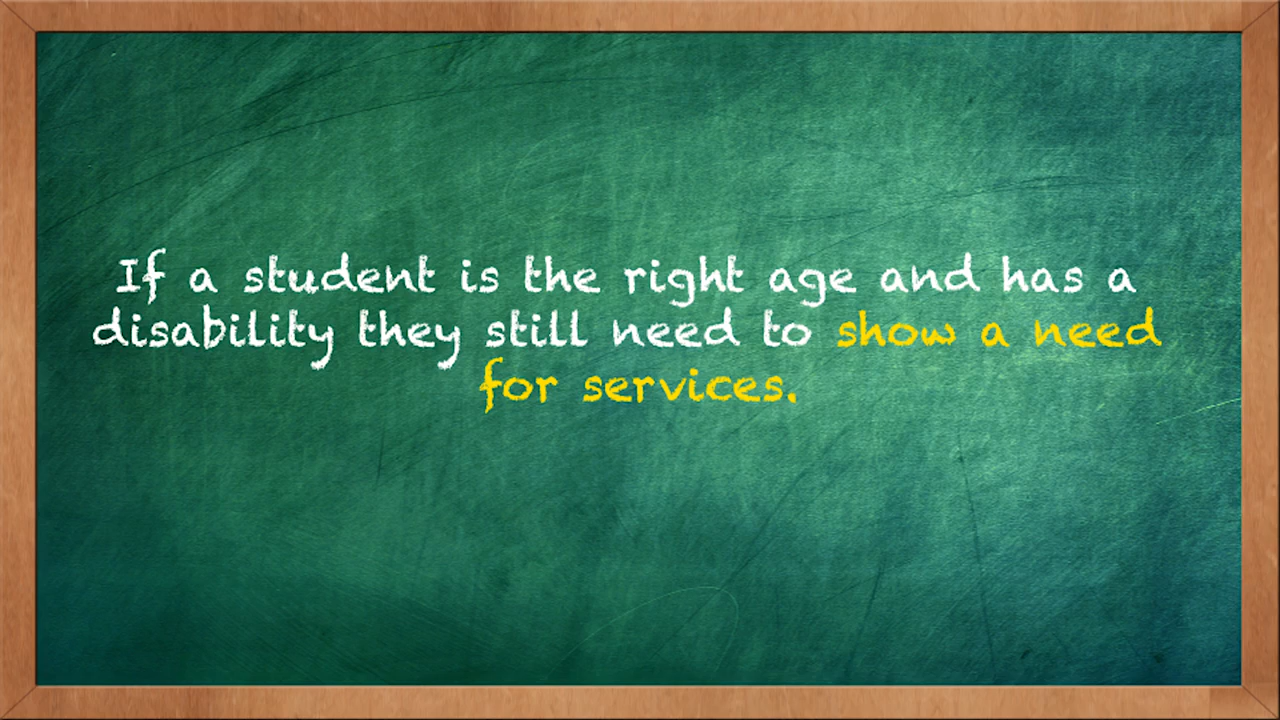 If a student is the right age and has a
disability they still need to show a need
for services.